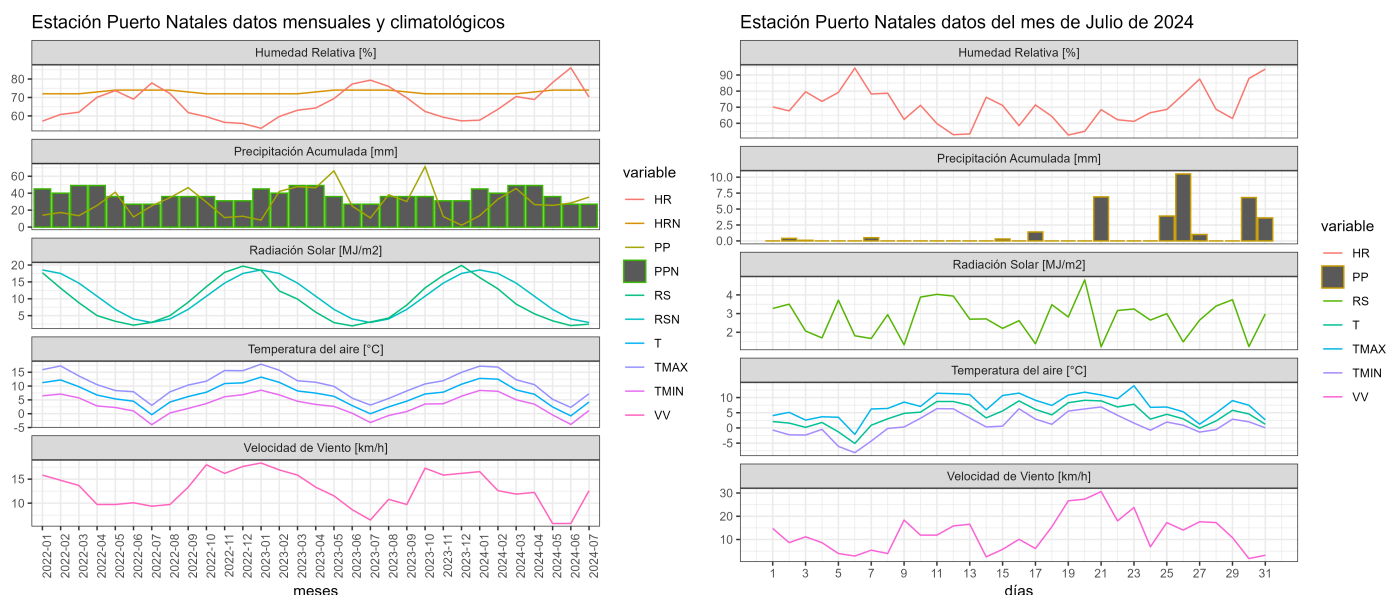 Estación Puerto Natales datos mensuales y climatológicos
Humedad Relativa [%]
80
70
60
Precipitación Acumulada [mm]
60
40
20
0
Radiación Solar [MJ/m2]
20
15
10
5
Temperatura del aire [°C]
15
10
5
0
-5
Velocidad de Viento [km/h]
15
10
2022-01
2022-02
2022-03
2022-04
2022-05
2022-06
2022-07
2022-08
2022-09
2022-10
2022-11
2022-12
2023-01
2023-02
2023-03
2023-04
2023-05
2023-06
2023-07
2023-08
2023-09
2023-10
2023-11
2023-12
2024-01
2024-02
2024-03
2024-04
2024-05
2024-06
2024-07
meses
variable
HR
HRN
PP
PPN
RS
RSN
T
TMAX
TMIN
VV
Estación Puerto Natales datos del mes de Julio de 2024
Humedad Relativa [%]
90
80
70
60
Precipitación Acumulada [mm]
10.0
7.5
5.0
2.5
0.0
Radiación Solar [MJ/m2]
4
3
2
Temperatura del aire [°C]
10
5
0
-5
Velocidad de Viento [km/h]
30
20
10
1 3 5 7 9 11 13 15 17 19 21 23 25 27 29 31
días
variable
HR
PP
RS
T
TMAX
TMIN
VV